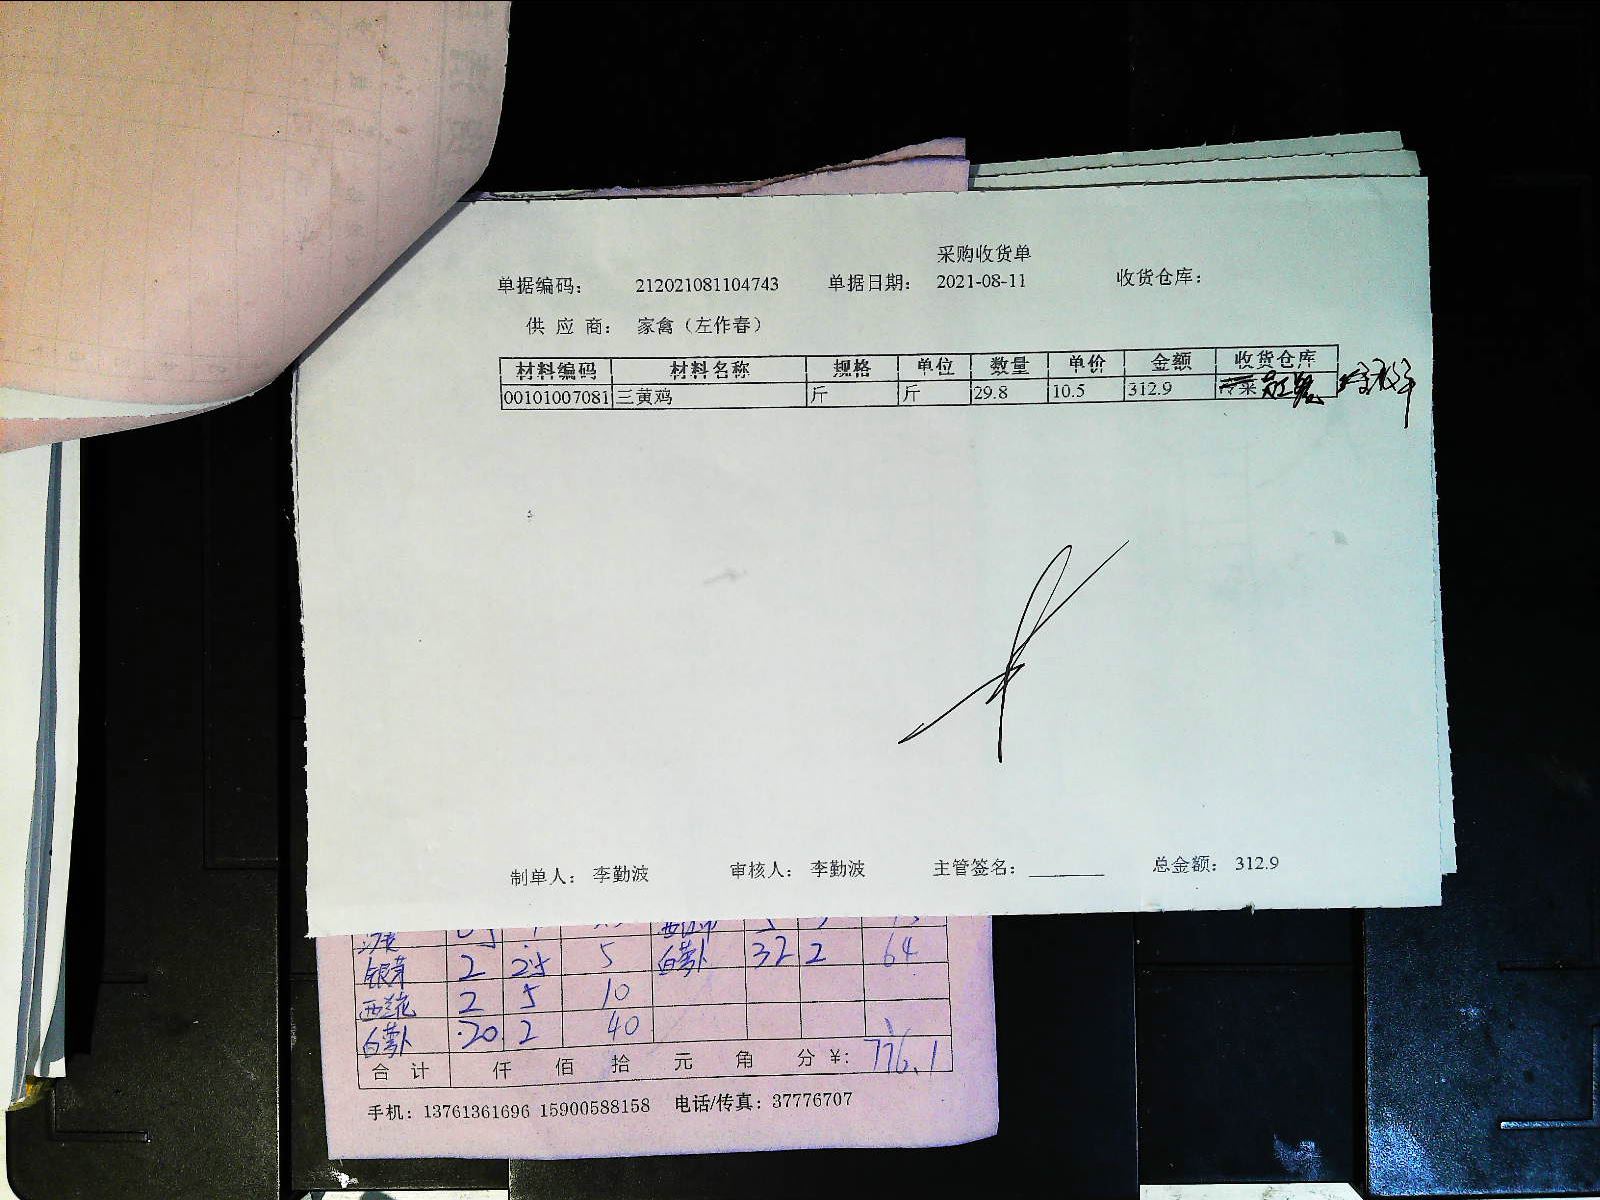 采购收货单
单据编码： 212021081104743 单据日期： 2021-08-11 收货仓库：
供 应 商： 家禽（左作春）
材料编码 材料名称 规格 单位 数量 单价 金额 收货仓库
00101007081 三黄鸡 斤 斤 29.8 10.5 312.9 冷菜
制单人： 李勤波 审核人： 李勤波 主管签名： 总金额： 312.9
银芽 2 2.5 5 白萝卜 32 2 64
西兰花 2 5 10
白萝卜 20 2 40
合 计 仟 佰 拾 元 角 分 ¥: 776.1
手机：13761361696 15900588158 电话/传真：37776707